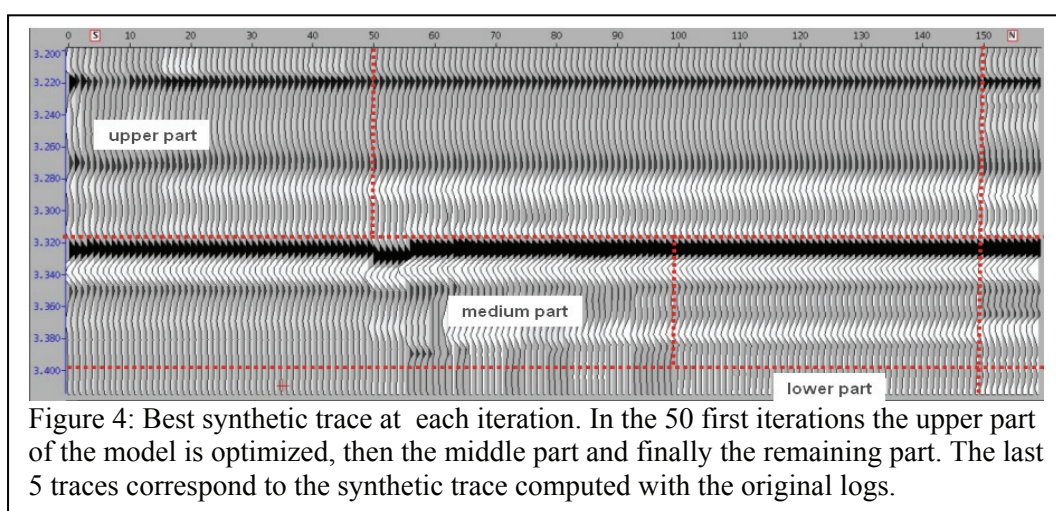 0 S 10 20 30 40 50 60 70 80 90 100 110 120 130 140 150 N
3.200
3.220
3.240
upper part
3.260
3.280
3.300
3.320
3.340
3.360
medium part
3.380
3.400
lower part
Figure 4: Best synthetic trace at each iteration. In the 50 first iterations the upper part
of the model is optimized, then the middle part and finally the remaining part. The last
5 traces correspond to the synthetic trace computed with the original logs.